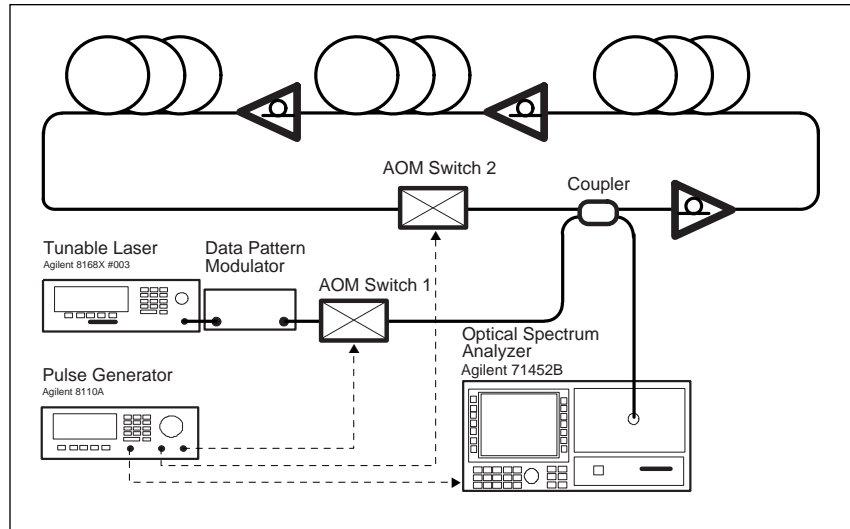 AOM Switch 2
Coupler
Tunable Laser
Agilent 8168X #003
Data Pattern
Modulator
AOM Switch 1
Optical Spectrum
Analyzer
Agilent 71452B
Pulse Generator
Agilent 8110A